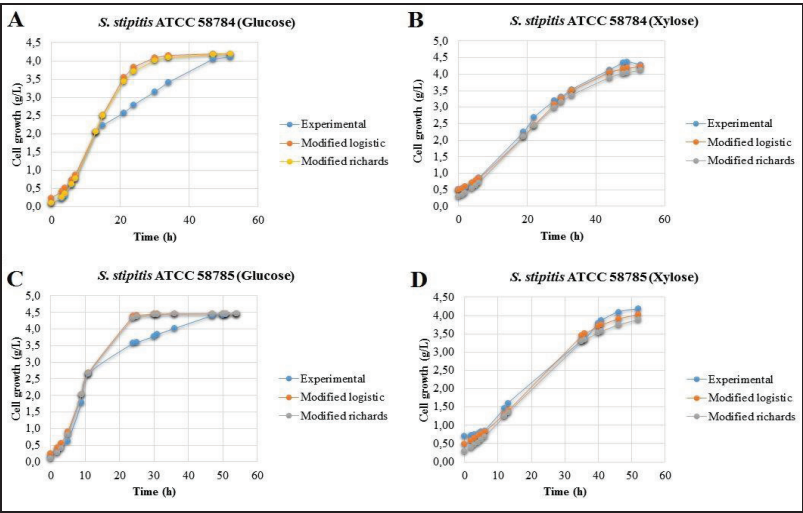 A
S. stipitis ATCC 58784 (Glucose)
4,5
4,0
3,5
3,0
2,5
2,0
1,5
1,0
0,5
0,0
Cell growth (g/L)
0 20 40 60
Time (h)
Experimental
Modified logistic
Modified richards
B
S. stipitis ATCC 58784 (Xylose)
5,0
4,5
4,0
3,5
3,0
2,5
2,0
1,5
1,0
0,5
0,0
Cell growth (g/L)
0 10 20 30 40 50 60
Time (h)
Experimental
Modified logistic
Modified richards
C
S. stipitis ATCC 58785 (Glucose)
5,0
4,5
4,0
3,5
3,0
2,5
2,0
1,5
1,0
0,5
0,0
Cell growth (g/L)
0 10 20 30 40 50 60
Time (h)
Experimental
Modified logistic
Modified richards
D
S. stipitis ATCC 58785 (Xylose)
4,50
4,00
3,50
3,00
2,50
2,00
1,50
1,00
0,50
0,00
Cell growth (g/L)
0 10 20 30 40 50 60
Time (h)
Experimental
Modified logistic
Modified richards